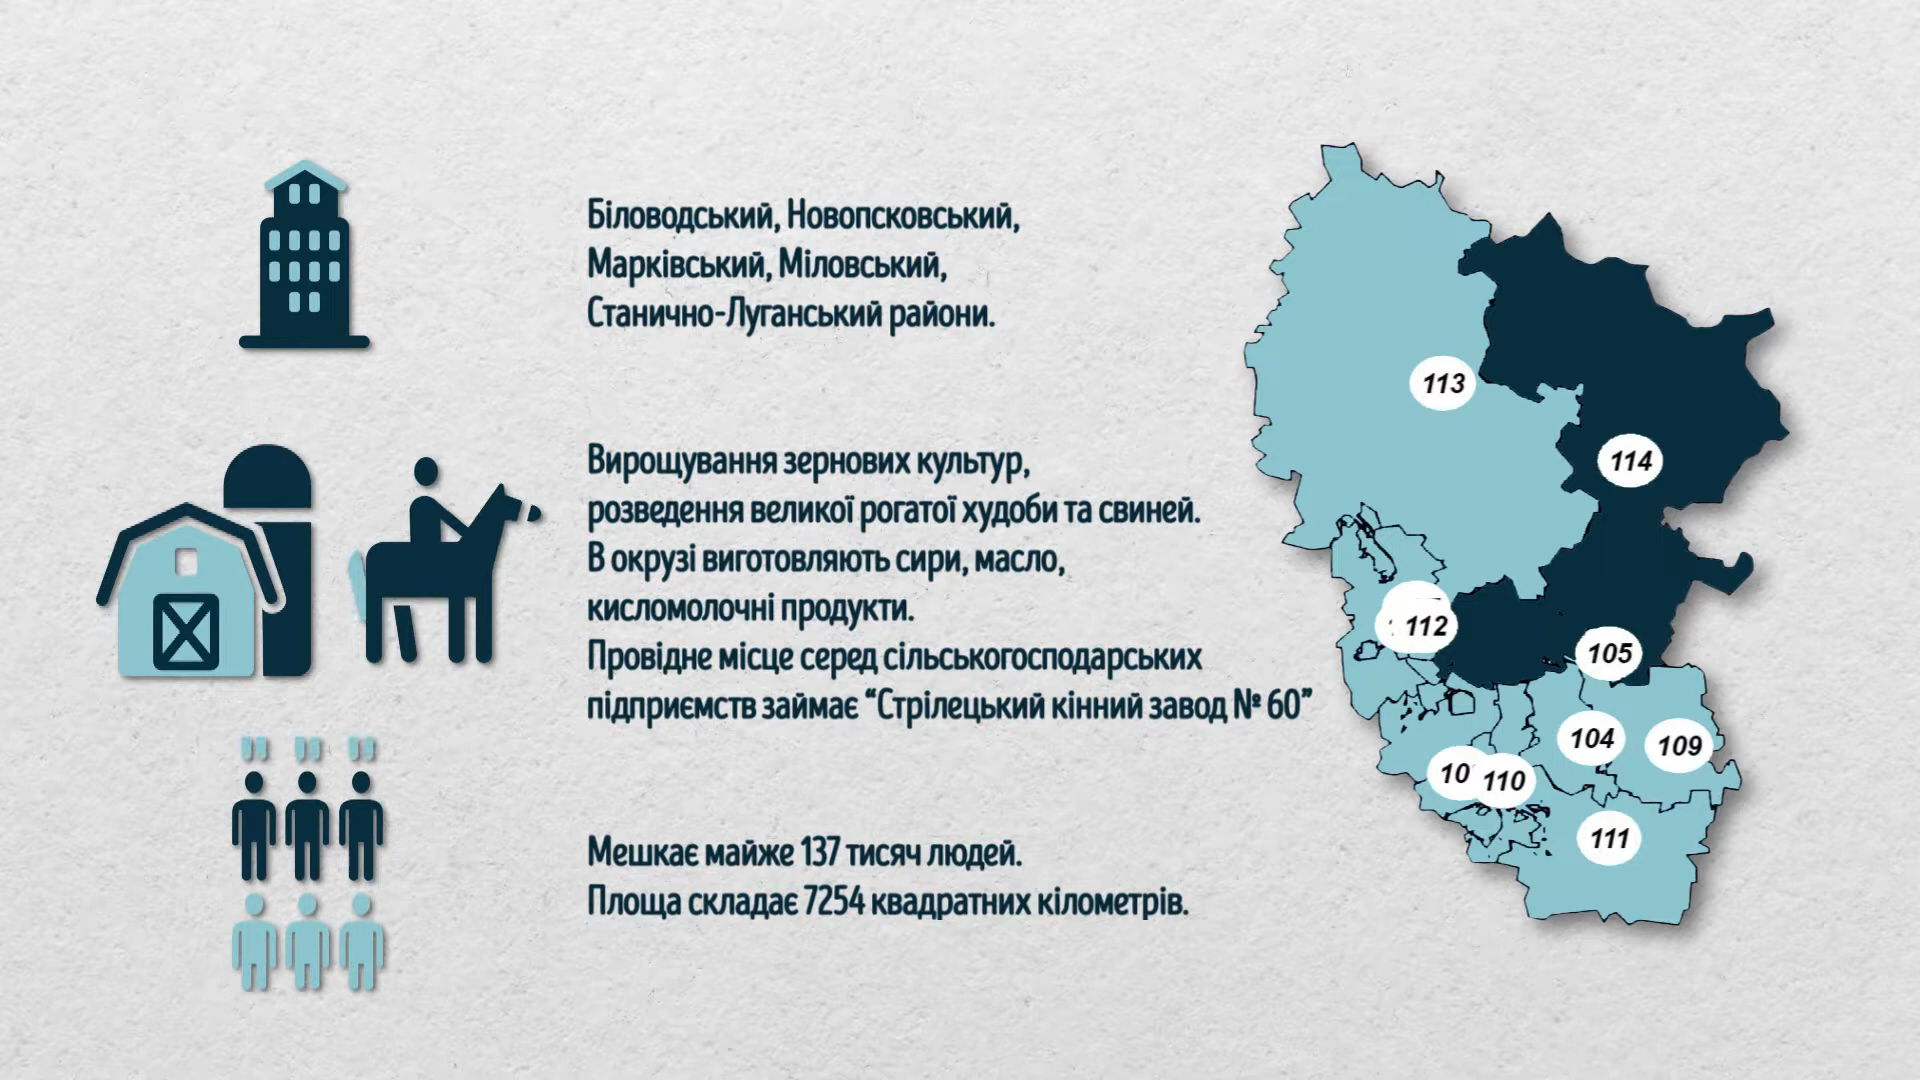 Біловодський, Новопсковський,
Марківський, Міловський,
Станично-Луганський райони.
Вирощування зернових культур,
розведення великої рогатої худоби та свиней.
В окрузі виготовляють сири, масло,
кисломолочні продукти.
Провідне місце серед сільськогосподарських
підприємств займає “Стрілецький кінний завод № 60”
Мешкає майже 137 тисяч людей.
Площа складає 7254 квадратних кілометрів.
113
114
112
105
104
109
10
110
111